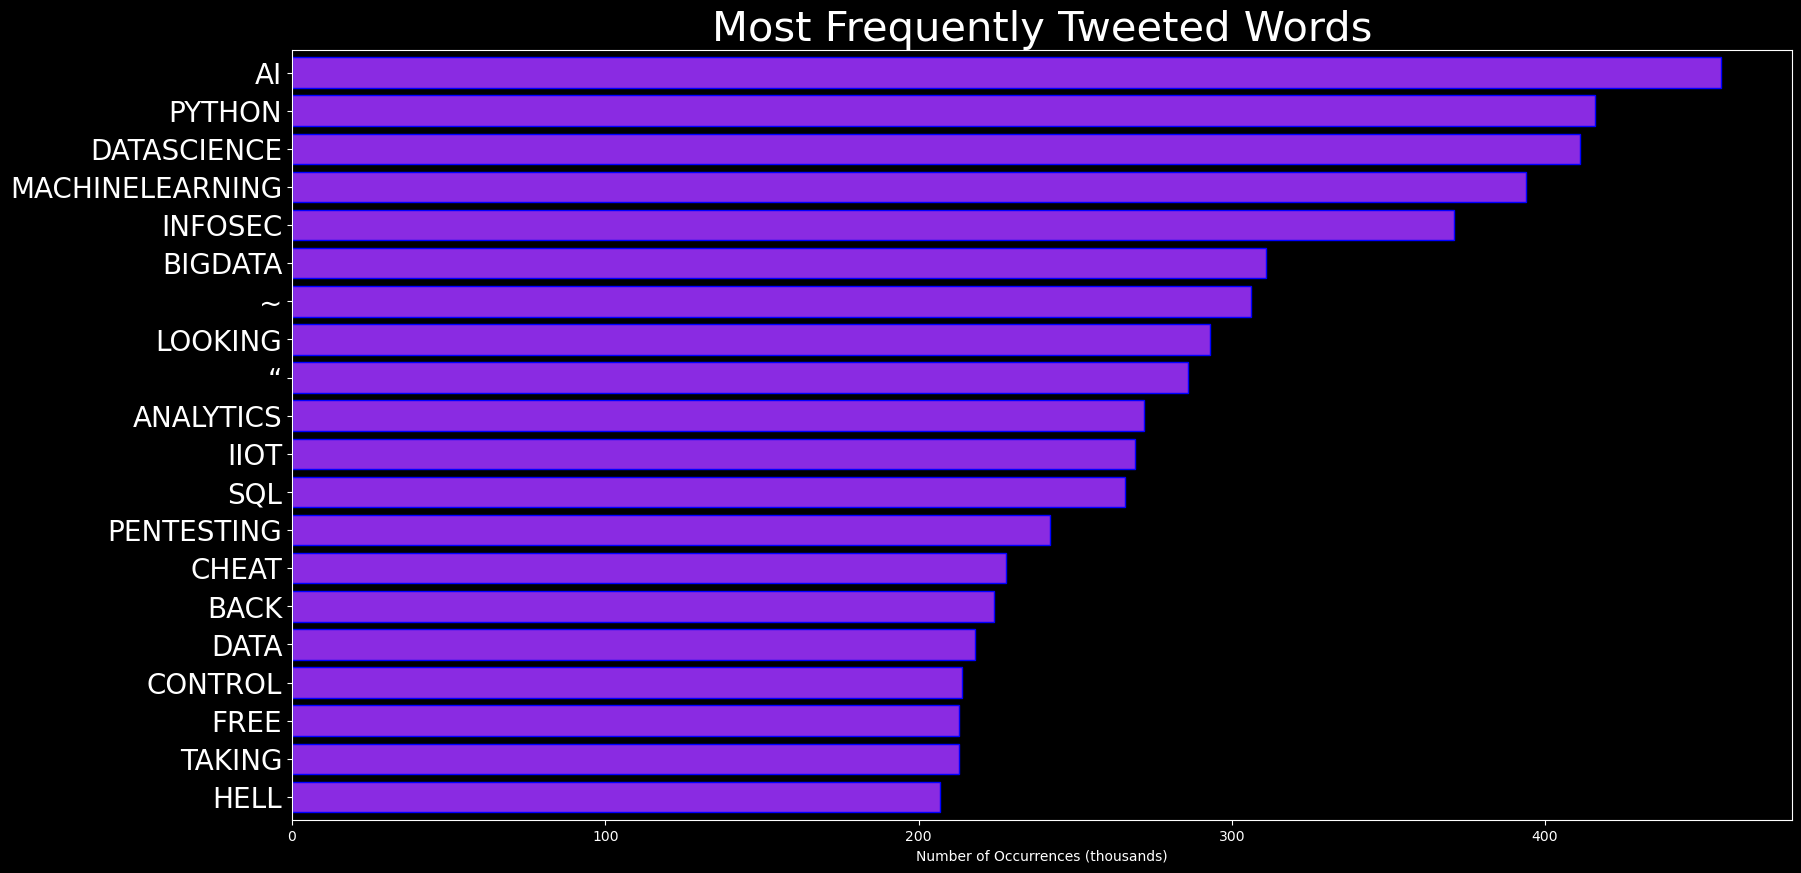 Most Frequently Tweeted Words
AI
PYTHON
DATASCIENCE
MACHINELEARNING
INFOSEC
BIGDATA
~
LOOKING
“
ANALYTICS
IIOT
SQL
PENTESTING
CHEAT
BACK
DATA
CONTROL
FREE
TAKING
HELL
0 100 200 300 400
Number of Occurrences (thousands)